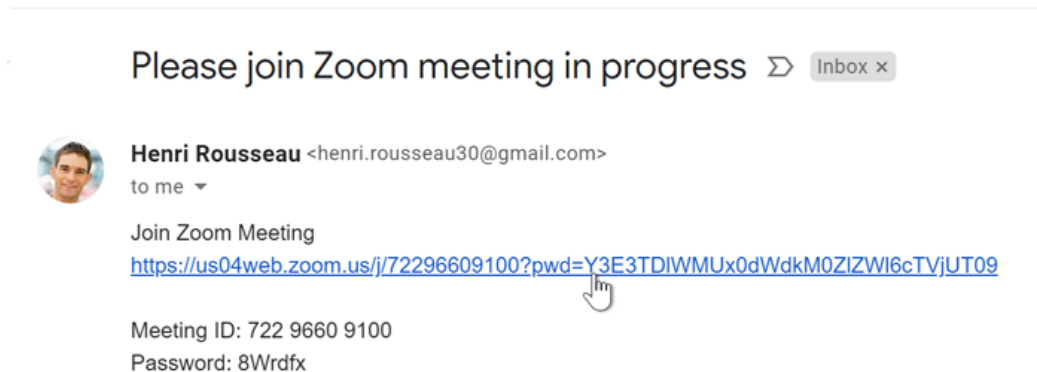 Please join Zoom meeting in progress Inbox ×
Henri Rousseau <henri.rousseau30@gmail.com>
to me
Join Zoom Meeting
https://us04web.zoom.us/j/72296609100?pwd=Y3E3TDlWMUx0dWdkM0ZlZWl6cTVjUT09
Meeting ID: 722 9660 9100
Password: 8Wrdfx